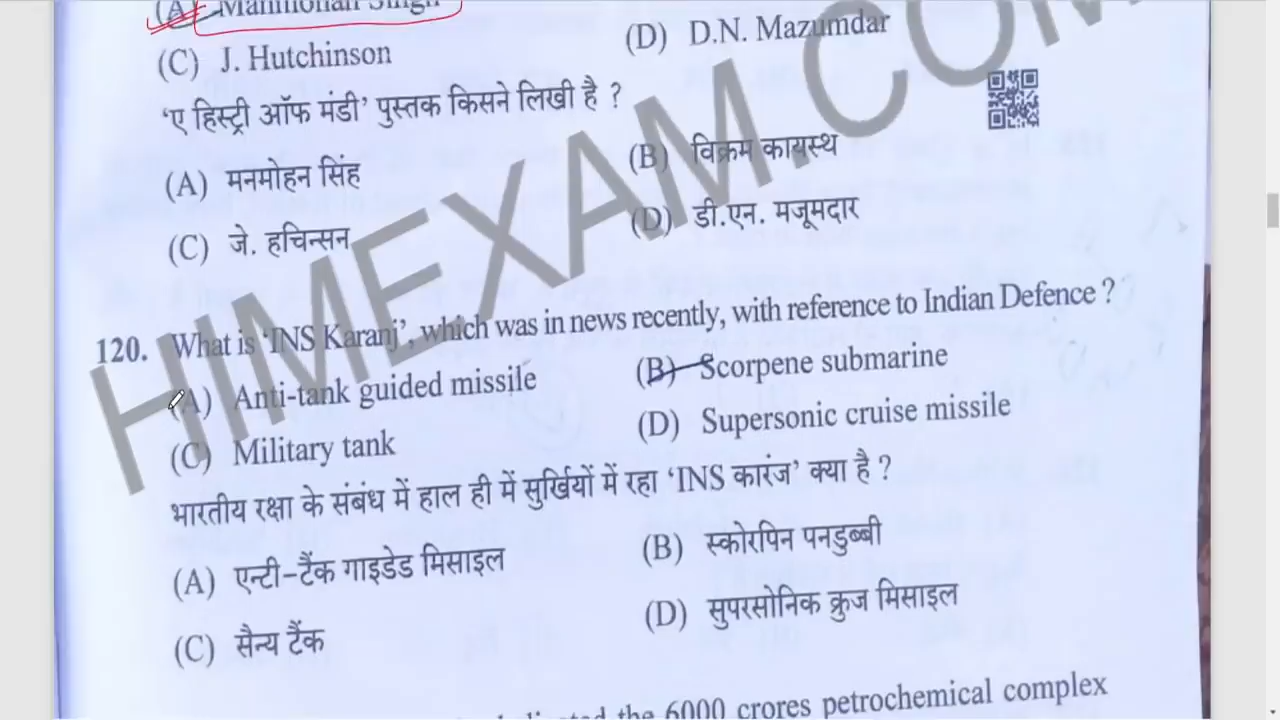 (A) Manmohan Singh
(C) J. Hutchinson
(D) D.N. Mazumdar
‘ए हिस्ट्री ऑफ मंडी’ पुस्तक किसने लिखी है ?
(A) मनमोहन सिंह
(B) विक्रम कायस्थ
(C) जे. हचिन्सन
(D) डी.एन. मजूमदार
120. What is ‘INS Karanj’, which was in news recently, with reference to Indian Defence ?
(A) Anti-tank guided missile
(B) Scorpene submarine
(C) Military tank
(D) Supersonic cruise missile
भारतीय रक्षा के संबंध में हाल ही में सुर्खियों में रहा ‘INS कारंज’ क्या है ?
(A) एन्टी-टैंक गाइडेड मिसाइल
(B) स्कोरपिन पनडुब्बी
(C) सैन्य टैंक
(D) सुपरसोनिक क्रुज मिसाइल
the 6000 crores petrochemical complex
HIMEXAM.COM